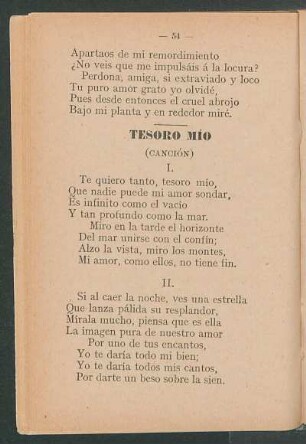 — 54 —
Apartaos de mi remordimiento
¿No veis que me impulsáis á la locura?
Perdona, amiga, si extraviado y loco
Tu puro amor grato yo olvidé,
Pues desde entonces el cruel abrojo
Bajo mi planta y en rededor miré.
TESORO MÍO
(CANCIÓN)
I.
Te quiero tanto, tesoro mio,
Que nadie puede mi amor sondar,
Es infinito como el vacío
Y tan profundo como la mar.
Miro en la tarde el horizonte
Del mar unirse con el confín;
Alzo la vista, miro los montes,
Mi amor, como ellos, no tiene fin.
II.
Si al caer la noche, ves una estrella
Que lanza pálida su resplandor,
Mírala mucho, piensa que es ella
La imagen pura de nuestro amor
Por uno de tus encantos,
Yo te daría todo mi bien;
Yo te daría todos mis cantos,
Por darte un beso sobre la sien.